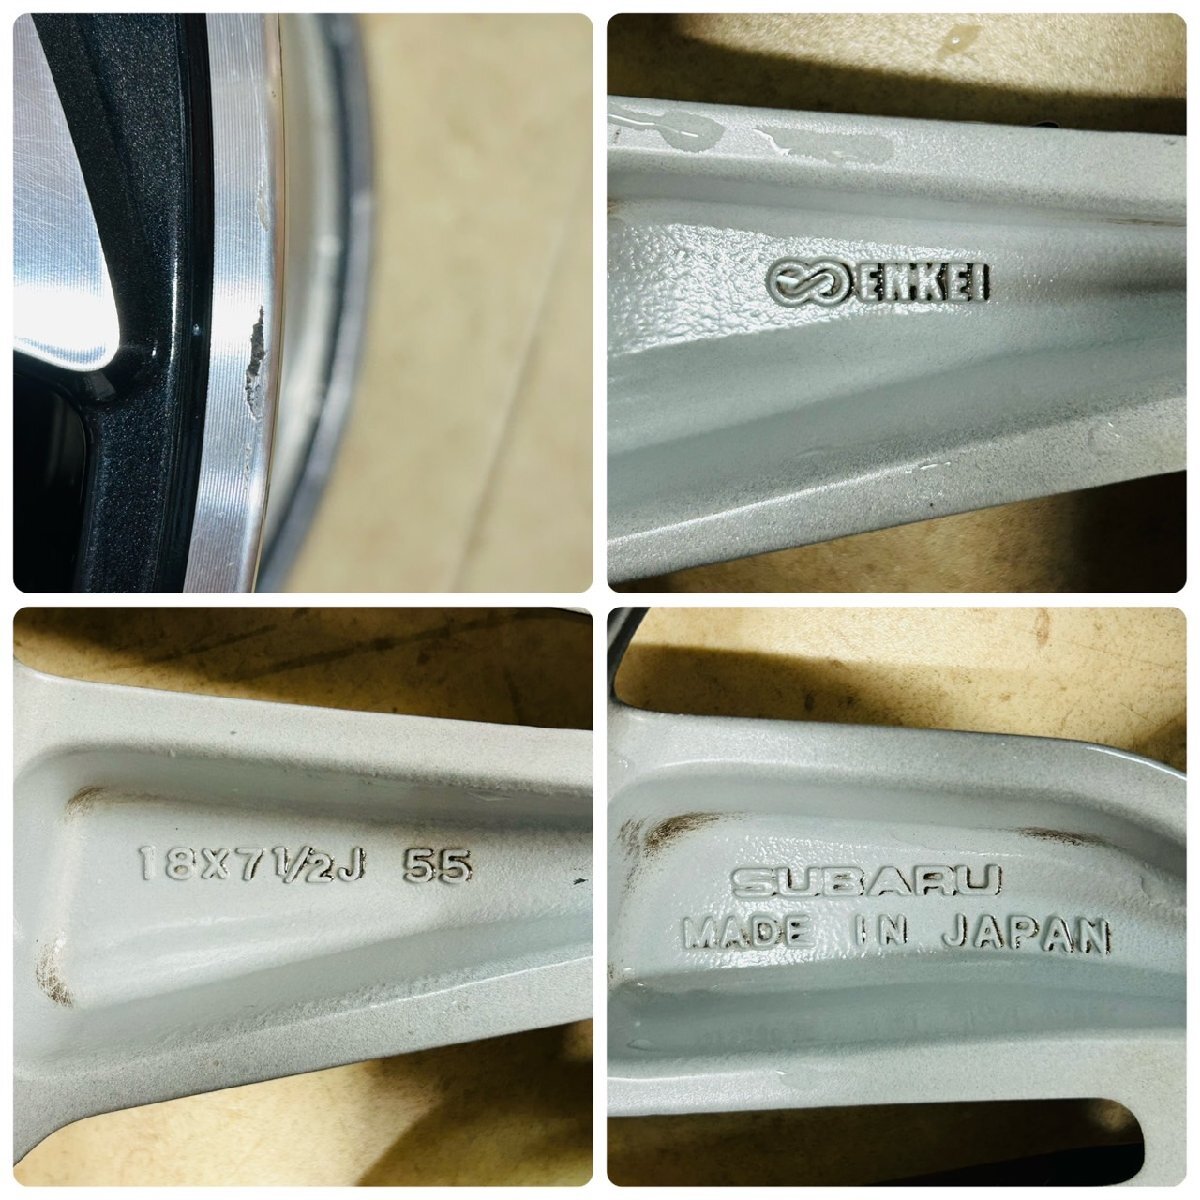 ENKEI
18X7 1/2J 55
SUBARU
MADE IN JAPAN